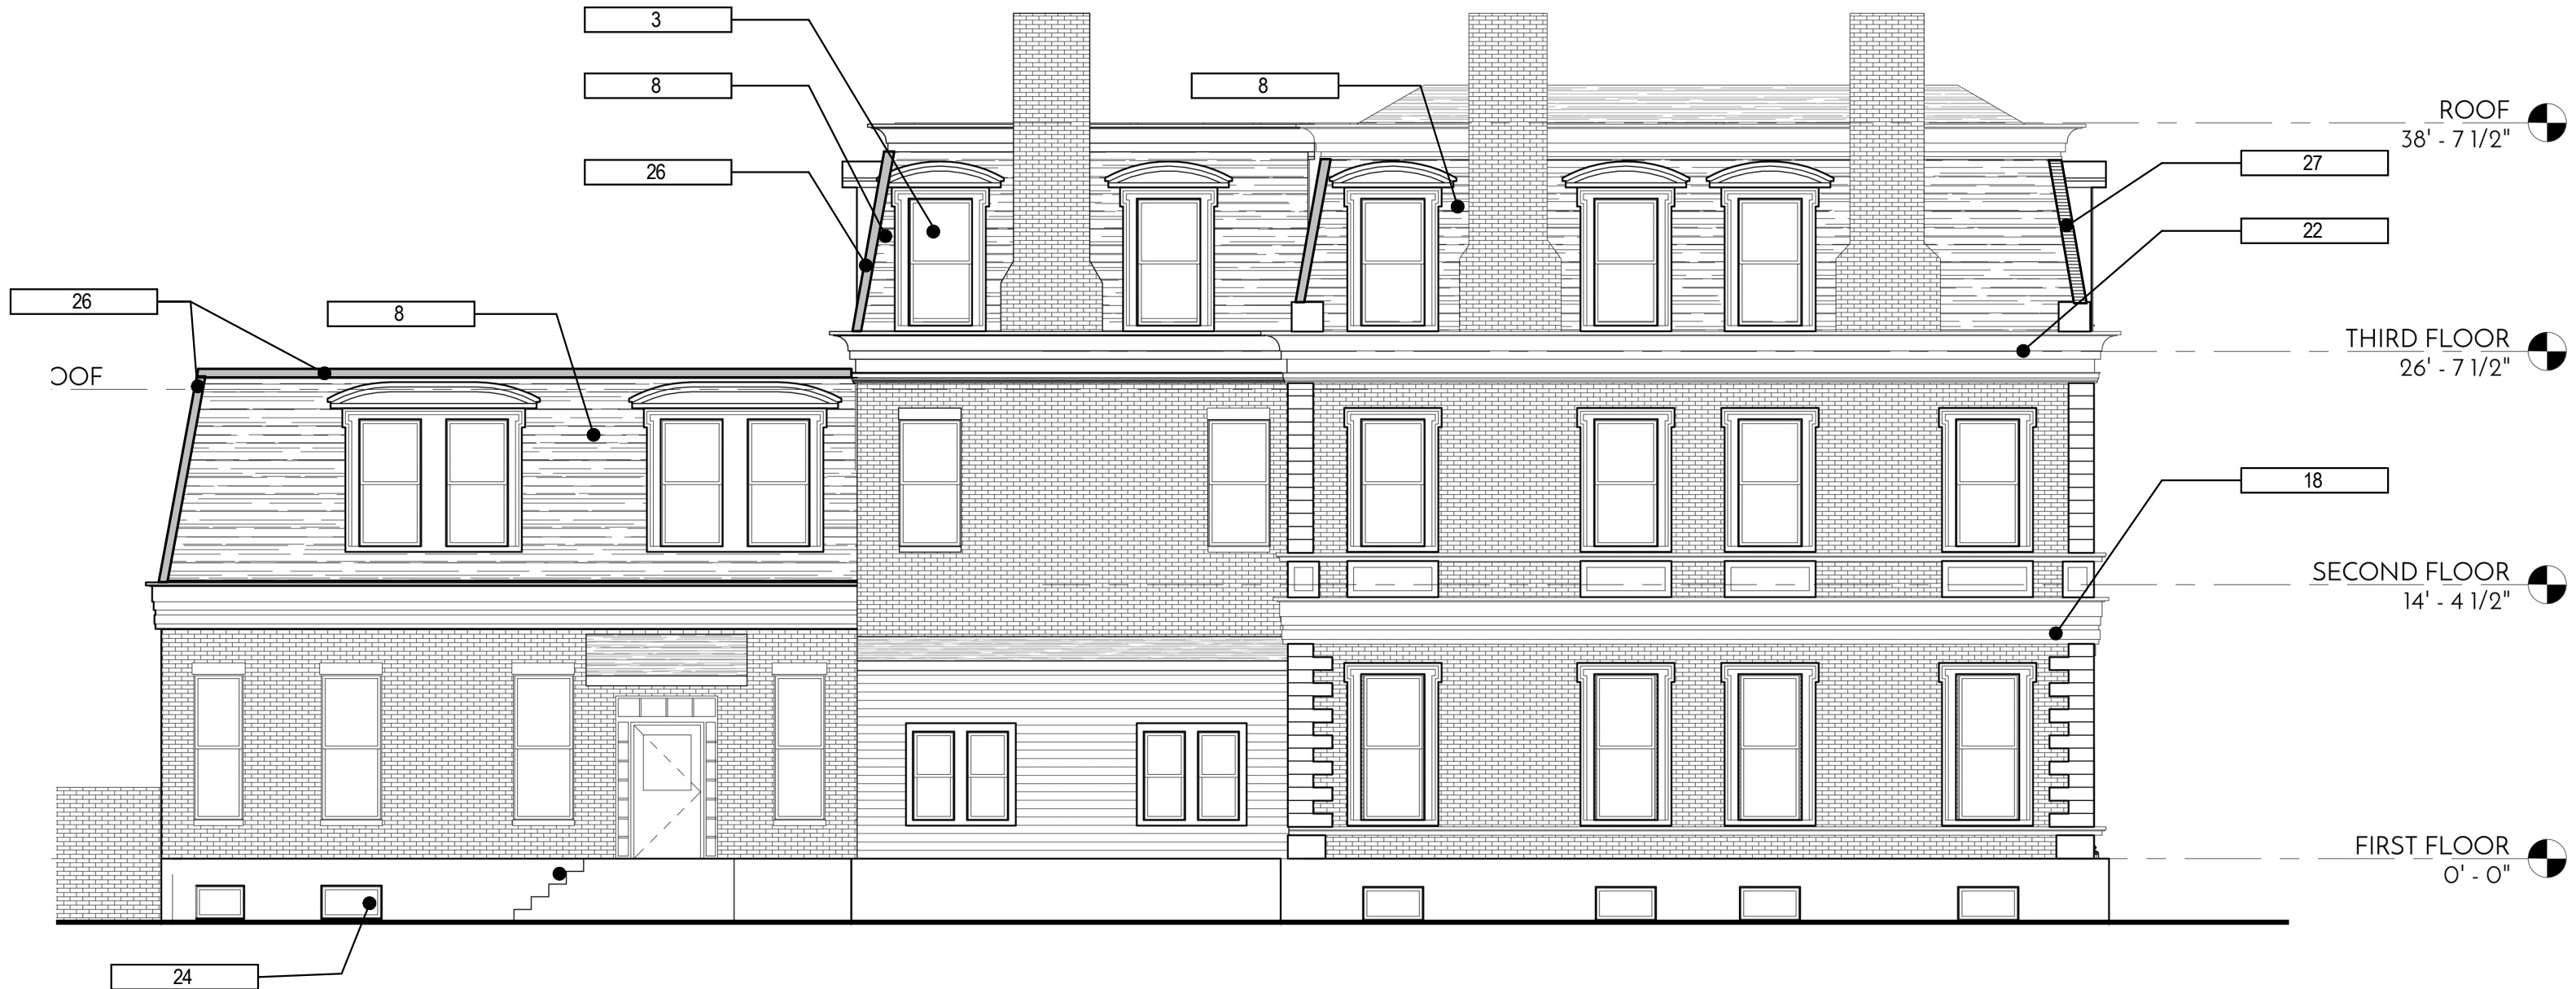 3
8
8
ROOF
38' - 7 1/2"
27
26
22
26
8
THIRD FLOOR
26' - 7 1/2"
OOF
18
SECOND FLOOR
14' - 4 1/2"
FIRST FLOOR
0' - 0"
24